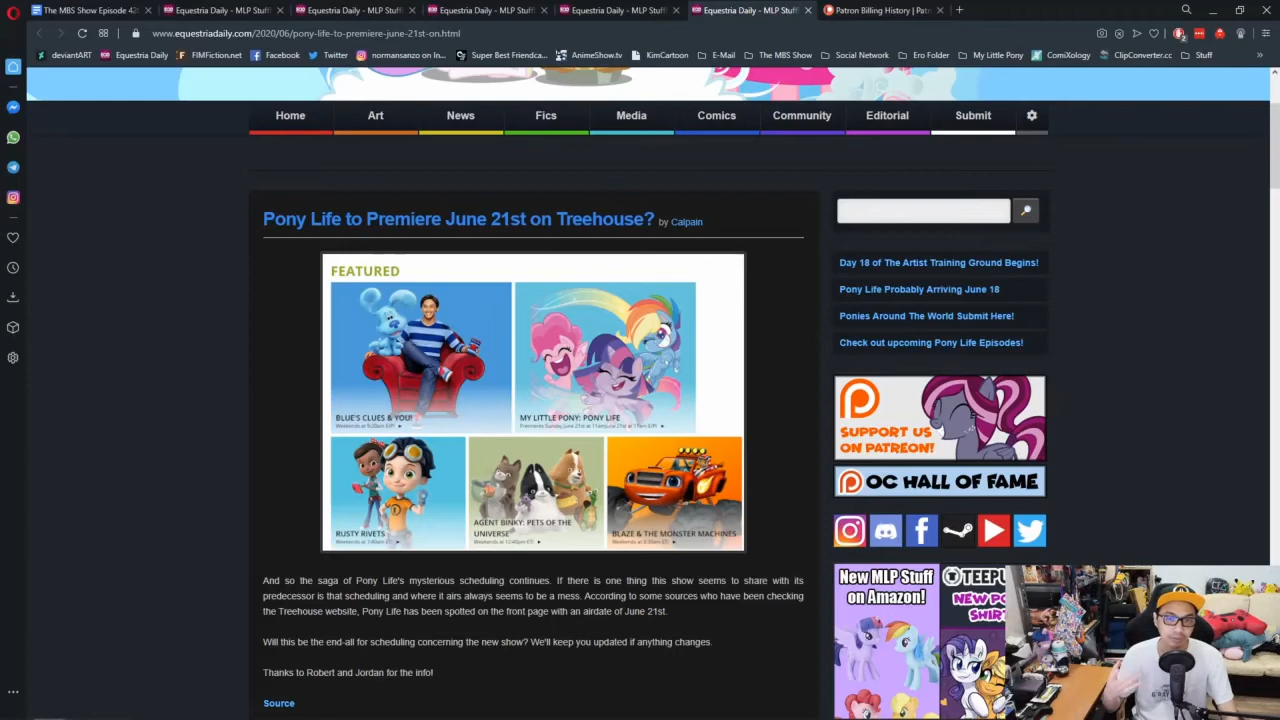 The MBS Show Episode 42
Equestria Daily - MLP Stuff
Equestria Daily - MLP Stuff
Equestria Daily - MLP Stuff
Equestria Daily - MLP Stuff
Equestria Daily - MLP Stuff
Patron Billing History | Pat
www.equestriadaily.com/2020/06/pony-life-to-premiere-june-21st-on.html
deviantART Equestria Daily FIMFiction.net Facebook Twitter normansanzo on In... Super Best Friendca... AnimeShow.tv KimCartoon E-Mail The MBS Show Social Network Ero Folder My Little Pony ComiXology ClipConverter.cc Stuff
Home Art News Fics Media Comics Community Editorial Submit
Pony Life to Premiere June 21st on Treehouse? by Calpain
FEATURED
BLUE'S CLUES & YOU!
MY LITTLE PONY: PONY LIFE
RUSTY RIVETS
AGENT BINKY: PETS OF THE
UNIVERSE
BLAZE & THE MONSTER MACHINES
And so the saga of Pony Life's mysterious scheduling continues. If there is one thing this show seems to share with its
predecessor is that scheduling and where it airs always seems to be a mess. According to some sources who have been checking
the Treehouse website, Pony Life has been spotted on the front page with an airdate of June 21st.
Will this be the end-all for scheduling concerning the new show? We'll keep you updated if anything changes.
Thanks to Robert and Jordan for the info!
Source
Day 18 of The Artist Training Ground Begins!
Pony Life Probably Arriving June 18
Ponies Around The World Submit Here!
Check out upcoming Pony Life Episodes!
SUPPORT US
ON PATREON!
OC HALL OF FAME
New MLP Stuff
on Amazon!
TEEPU
NEW PO
SHIR